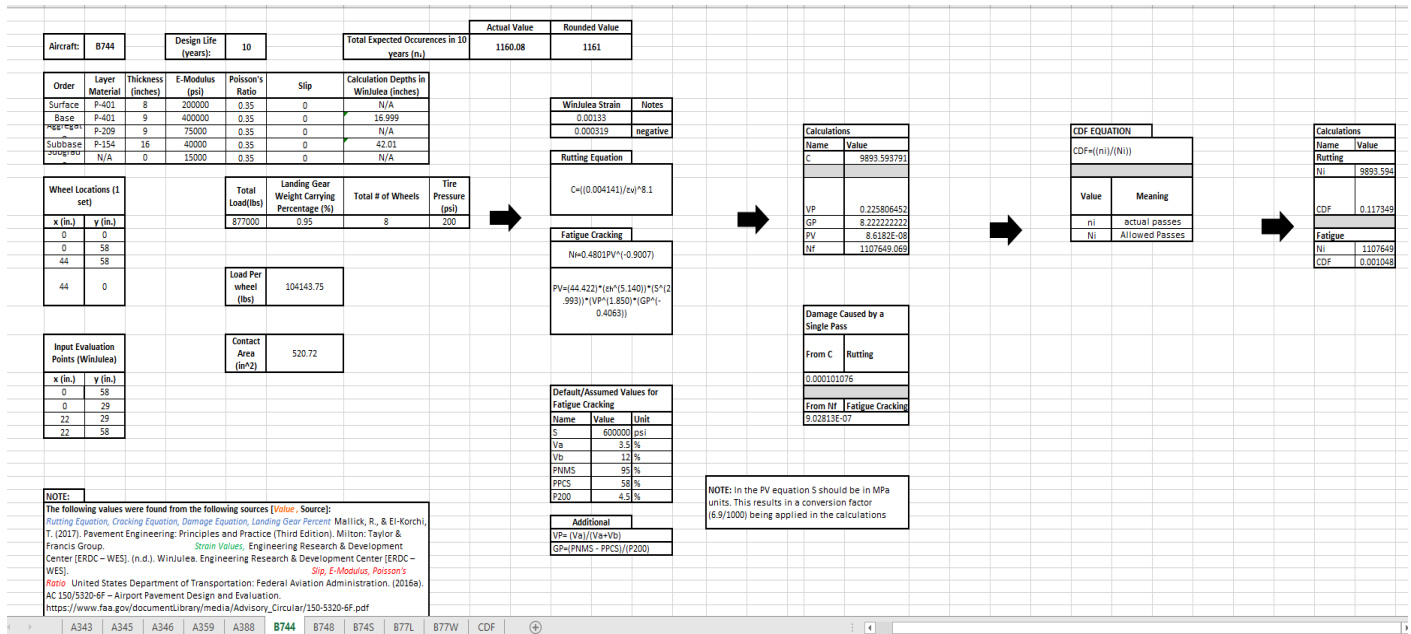 Actual Value Rounded Value
Aircraft: B744 Design Life (years): 10 Total Expected Occurences in 10 years (nᵢ) 1160.08 1161
Order Layer Material Thickness (inches) E-Modulus (psi) Poisson's Ratio Slip Calculation Depths in WinJulea (inches)
Surface P-401 8 200000 0.35 0 N/A
Base P-401 9 400000 0.35 0 16.999
P-209 9 75000 0.35 0 N/A
Subbase P-154 16 40000 0.35 0 42.01
N/A 0 15000 0.35 0 N/A
Wheel Locations (1 set)
x (in.) y (in.)
0 0
0 58
44 58
44 0
Total Load(lbs) Landing Gear Weight Carrying Percentage (%) Total # of Wheels Tire Pressure (psi)
877000 0.95 8 200
Load Per wheel (lbs) 104143.75
Contact Area (in^2) 520.72
Input Evaluation Points (WinJulea)
x (in.) y (in.)
0 58
0 29
22 29
22 58
WinJulea Strain Notes
0.00133
0.000319 negative
Rutting Equation
C=((0.004141)/εv)^8.1
Fatigue Cracking
Nf=0.4801PV^(-0.9007)
PV=(44.422)*(εh^(5.140))*(S^(2
.993))*(VP^(1.850)*(GP^(-
0.4063))
Default/Assumed Values for
Fatigue Cracking
Name Value Unit
S 600000 psi
Va 3.5 %
Vb 12 %
PNMS 95 %
PPCS 58 %
P200 4.5 %
Additional
VP= (Va)/(Va+Vb)
GP=(PNMS - PPCS)/(P200)
Calculations
Name Value
C 9893.593791
VP 0.225806452
GP 8.222222222
PV 8.6182E-08
Nf 1107649.069
Damage Caused by a
Single Pass
From C Rutting
0.000101076
From Nf Fatigue Cracking
9.02813E-07
NOTE: In the PV equation S should be in MPa
units. This results in a conversion factor
(6.9/1000) being applied in the calculations
CDF EQUATION
CDF=((ni)/(Ni))
Value Meaning
ni actual passes
Ni Allowed Passes
Calculations
Name Value
Rutting
Ni 9893.594
CDF 0.117349
Fatigue
Ni 1107649
CDF 0.001048
NOTE:
The following values were found from the following sources [Value , Source]:
Rutting Equation, Cracking Equation, Damage Equation, Landing Gear Percent Mallick, R., & El-Korchi,
T. (2017). Pavement Engineering: Principles and Practice (Third Edition). Milton: Taylor &
Francis Group. Strain Values, Engineering Research & Development
Center [ERDC – WES]. (n.d.). WinJulea. Engineering Research & Development Center [ERDC –
WES]. Slip, E-Modulus, Poisson's
Ratio United States Department of Transportation: Federal Aviation Administration. (2016a).
AC 150/5320-6F – Airport Pavement Design and Evaluation.
https://www.faa.gov/documentLibrary/media/Advisory_Circular/150-5320-6F.pdf
A343 A345 A346 A359 A388 B744 B748 B74S B77L B77W CDF